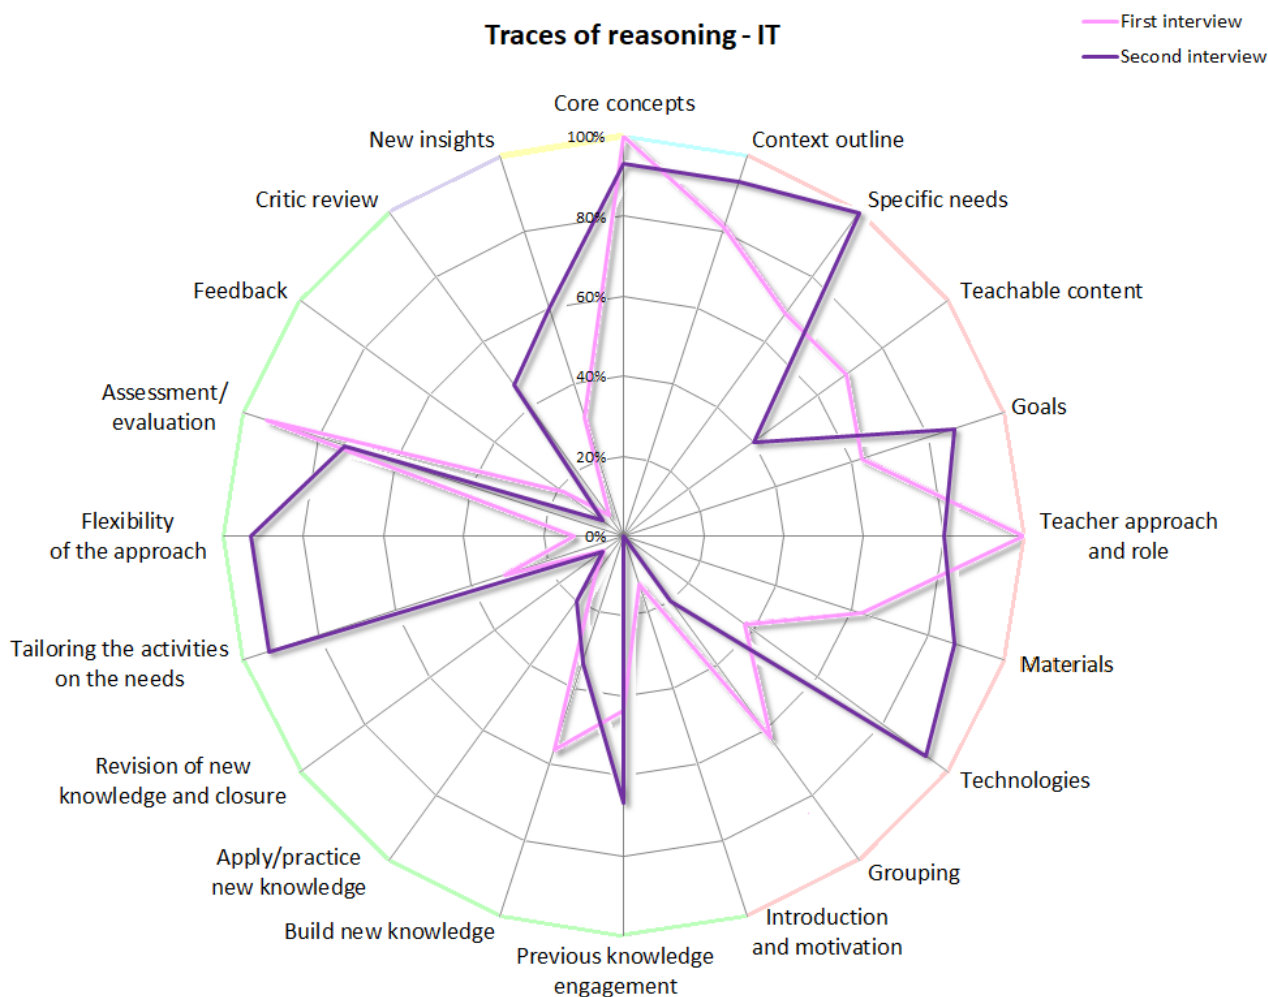 Traces of reasoning - IT
First interview
Second interview
Core concepts
Context outline
Specific needs
Teachable content
Goals
Teacher approach
and role
Materials
Technologies
Grouping
Introduction
and motivation
Previous knowledge
engagement
Build new knowledge
Apply/practice
new knowledge
Revision of new
knowledge and closure
Tailoring the activities
on the needs
Flexibility
of the approach
Assessment/
evaluation
Feedback
Critic review
New insights
100%
80%
60%
40%
20%
0%